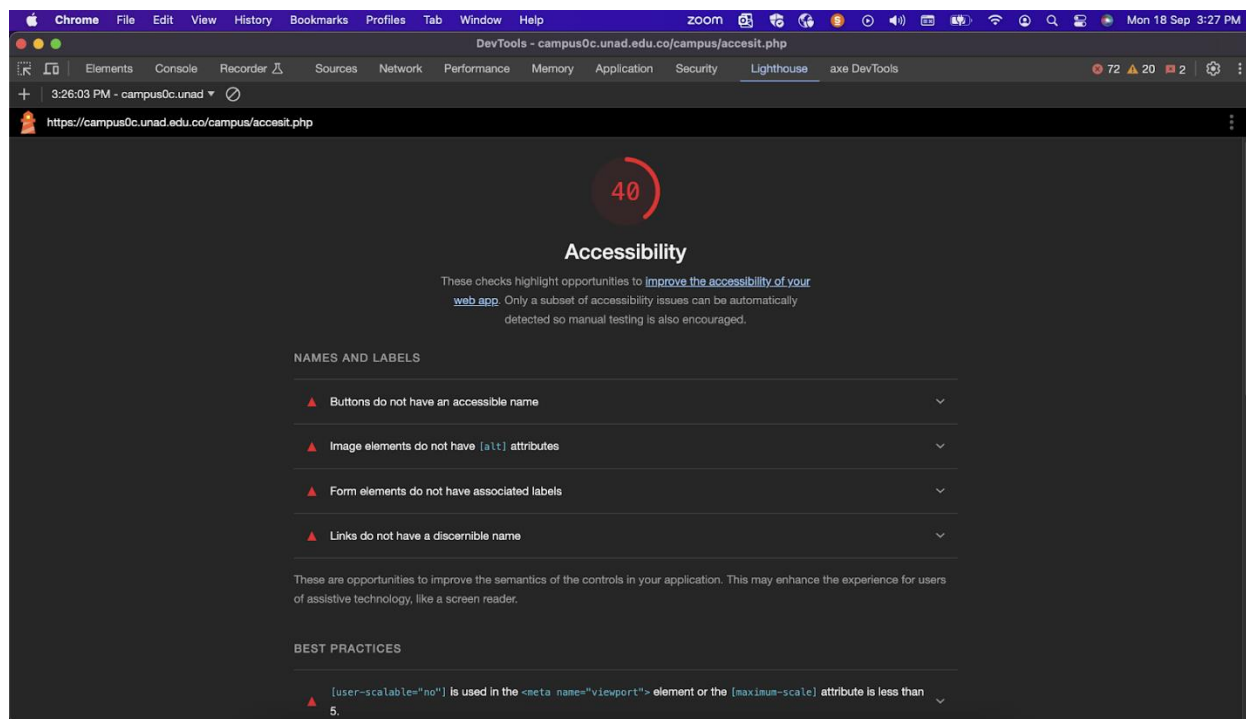 Chrome File Edit View History Bookmarks Profiles Tab Window Help zoom Mon 18 Sep 3:27 PM
DevTools - campus0c.unad.edu.co/campus/accesit.php
Elements Console Recorder Sources Network Performance Memory Application Security Lighthouse axe DevTools 72 20 2
3:26:03 PM - campus0c.unad
https://campus0c.unad.edu.co/campus/accesit.php
40
Accessibility
These checks highlight opportunities to improve the accessibility of your
web app. Only a subset of accessibility issues can be automatically
detected so manual testing is also encouraged.
NAMES AND LABELS
Buttons do not have an accessible name
Image elements do not have [alt] attributes
Form elements do not have associated labels
Links do not have a discernible name
These are opportunities to improve the semantics of the controls in your application. This may enhance the experience for users
of assistive technology, like a screen reader.
BEST PRACTICES
[user-scalable="no"] is used in the <meta name="viewport"> element or the [maximum-scale] attribute is less than
5.